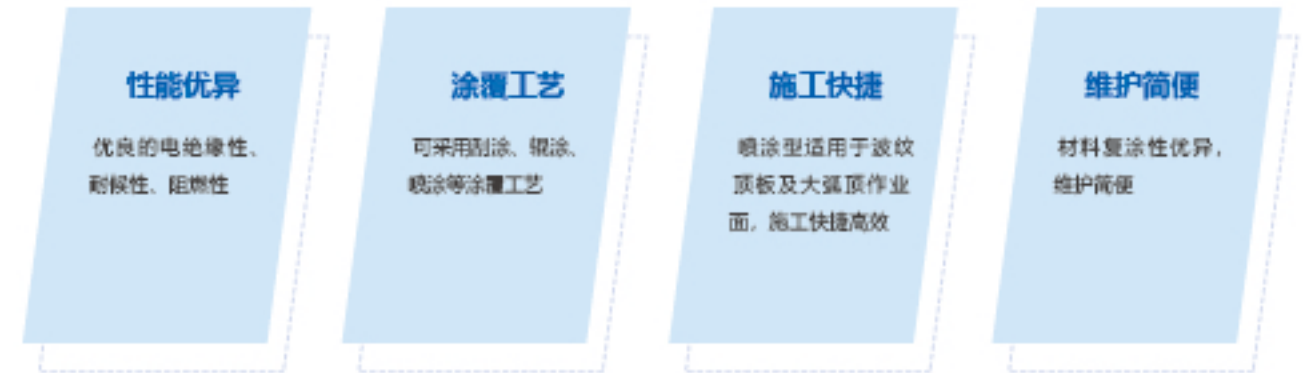 性能优异
优良的电绝缘性、
耐候性、阻燃性
涂覆工艺
可采用刮涂、辊涂、
喷涂等涂覆工艺
施工快捷
喷涂型适用于波纹
顶板及大弧顶作业
面，施工快捷高效
维护简便
材料复涂性优异，
维护简便